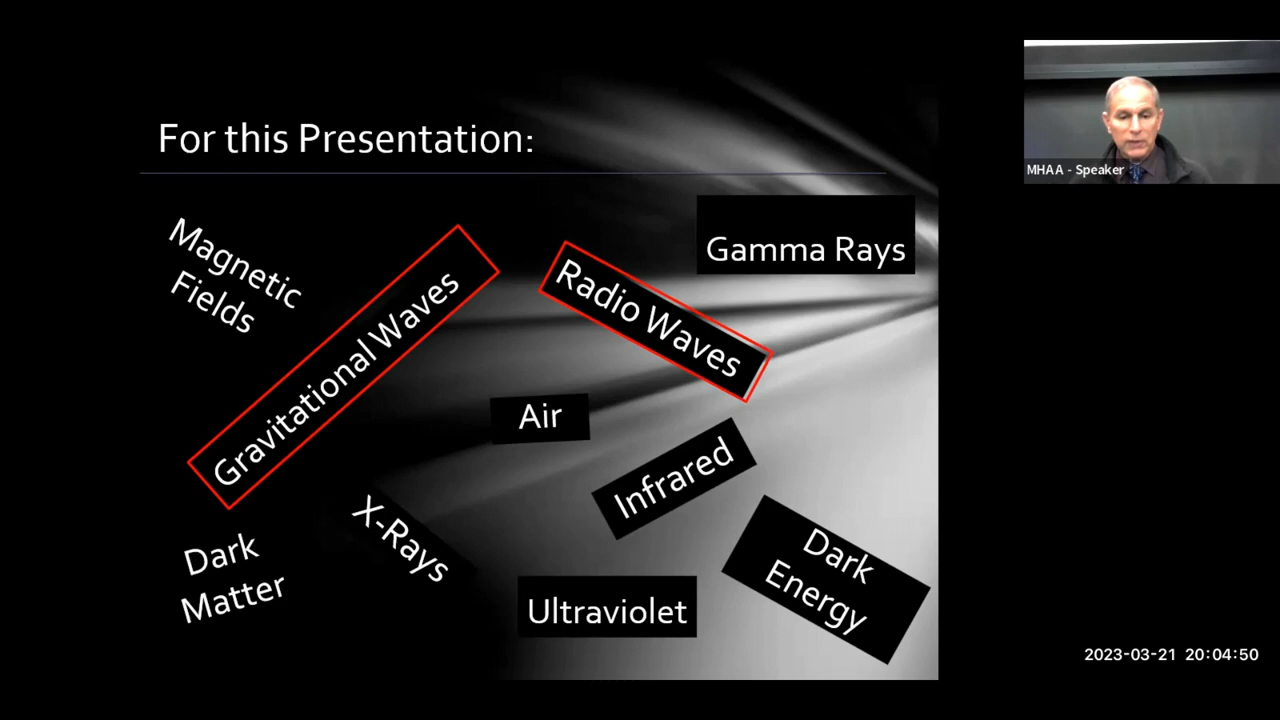 For this Presentation:
MHAA - Speaker
Magnetic
Fields
Gravitational Waves
Radio Waves
Gamma Rays
Air
Infrared
X-Rays
Dark
Matter
Ultraviolet
Dark
Energy
2023-03-21 20:04:50